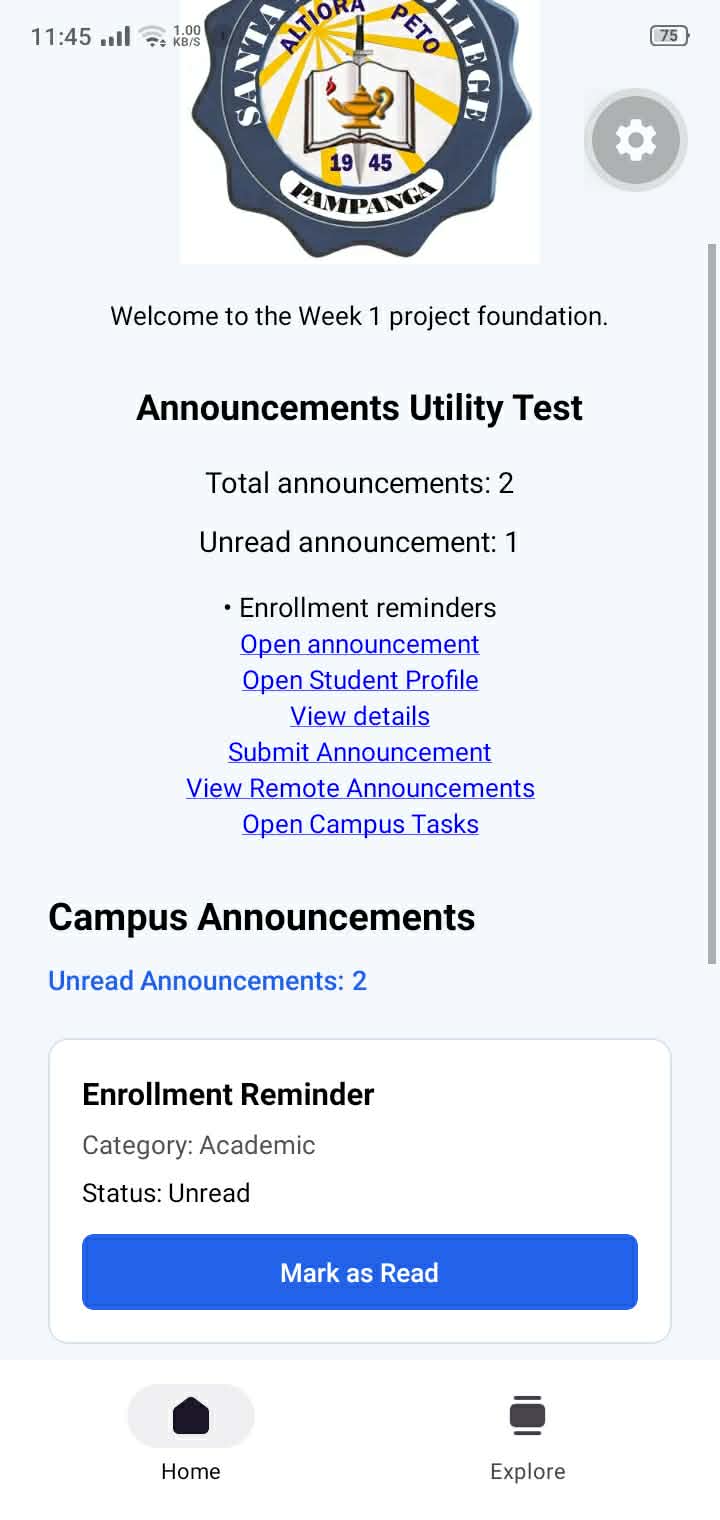 11:45
1.00
KB/S
75
SANTA
LLEGE
ALTIORA PETO
19 45
PAMPANGA
Welcome to the Week 1 project foundation.
Announcements Utility Test
Total announcements: 2
Unread announcement: 1
• Enrollment reminders
Open announcement
Open Student Profile
View details
Submit Announcement
View Remote Announcements
Open Campus Tasks
Campus Announcements
Unread Announcements: 2
Enrollment Reminder
Category: Academic
Status: Unread
Mark as Read
Home
Explore